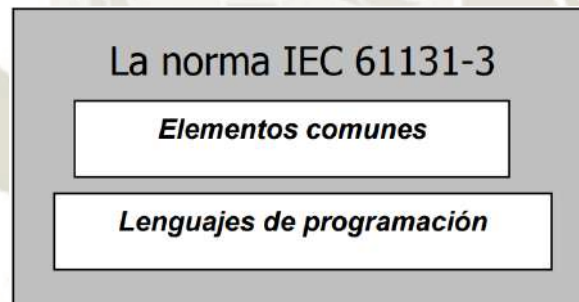 La norma IEC 61131-3
Elementos comunes
Lenguajes de programación